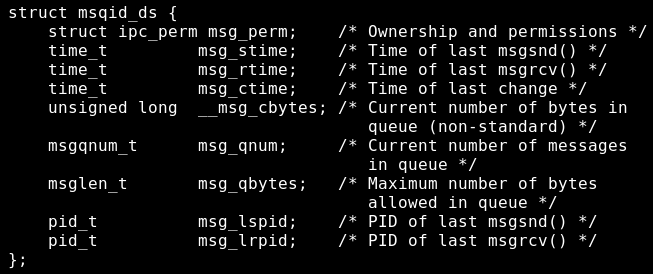 struct msqid_ds {
    struct ipc_perm msg_perm;    /* Ownership and permissions */
    time_t         msg_stime;    /* Time of last msgsnd() */
    time_t         msg_rtime;    /* Time of last msgrcv() */
    time_t         msg_ctime;    /* Time of last change */
    unsigned long  __msg_cbytes; /* Current number of bytes in
                                    queue (non-standard) */
    msgqnum_t      msg_qnum;     /* Current number of messages
                                    in queue */
    msglen_t       msg_qbytes;   /* Maximum number of bytes
                                    allowed in queue */
    pid_t          msg_lspid;    /* PID of last msgsnd() */
    pid_t          msg_lrpid;    /* PID of last msgrcv() */
};